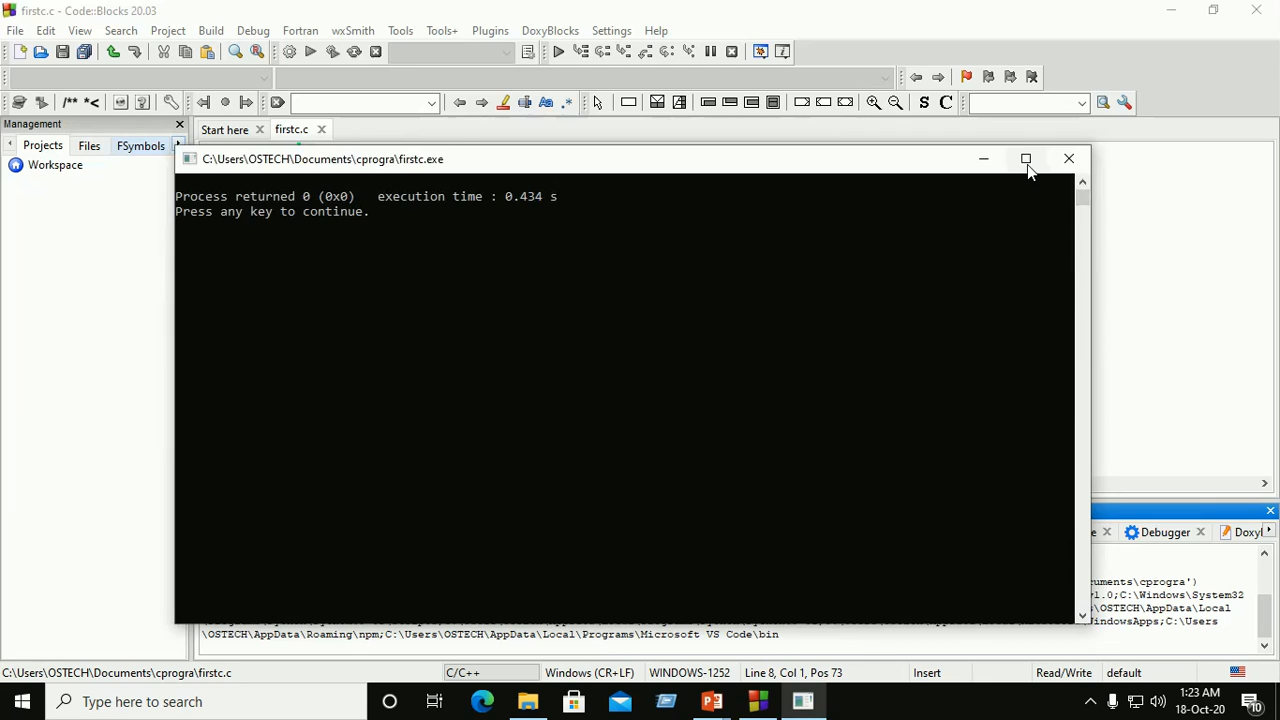 firstc.c - Code::Blocks 20.03
File Edit View Search Project Build Debug Fortran wxSmith Tools Tools+ Plugins DoxyBlocks Settings Help
/** *<
S C
Management
Start here firstc.c
Projects Files FSymbols
Workspace
C:\Users\OSTECH\Documents\cprogra\firstc.exe
Process returned 0 (0x0) execution time : 0.434 s
Press any key to continue.
Debugger
uments\cprogra')
;C:\Windows\System32
\OSTECH\AppData\Local
indowsApps;C:\Users
\OSTECH\AppData\Roaming\npm;C:\Users\OSTECH\AppData\Local\Programs\Microsoft VS Code\bin
C:\Users\OSTECH\Documents\cprogra\firstc.c C/C++ Windows (CR+LF) WINDOWS-1252 Line 8, Col 1, Pos 73 Insert Read/Write default
Type here to search
1:23 AM
18-Oct-20
10